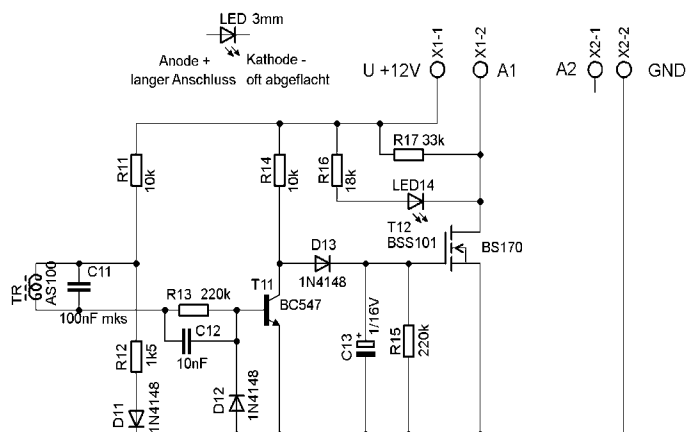 LED 3mm
Anode + Kathode -
langer Anschluss oft abgeflacht
X1-1
X1-2
X2-1
X2-2
U +12V
A1
A2
GND
R11
10k
R14
10k
R16
18k
R17 33k
LED14
T12
BSS101
BS170
D13
1N4148
TR
AS100
C11
100nF mks
R13 220k
T11
BC547
C12
10nF
R12
1k5
D11
1N4148
D12
1N4148
C13
+
1/16V
R15
220k